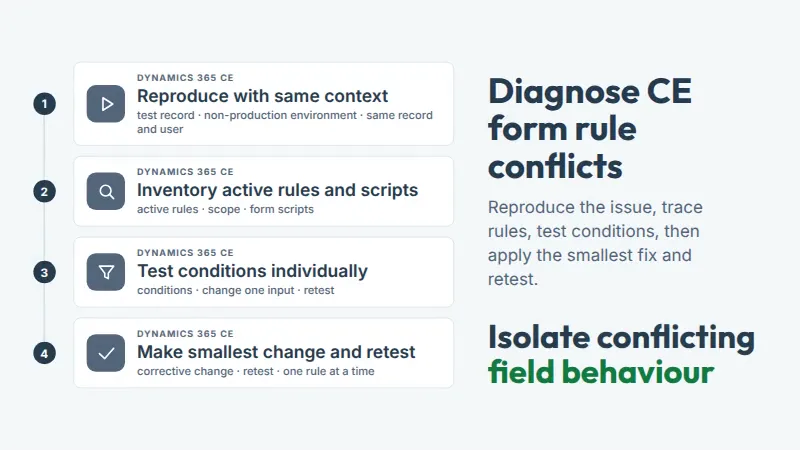 1
DYNAMICS 365 CE
Reproduce with same context
test record · non-production environment · same record
and user
2
DYNAMICS 365 CE
Inventory active rules and scripts
active rules · scope · form scripts
3
DYNAMICS 365 CE
Test conditions individually
conditions · change one input · retest
4
DYNAMICS 365 CE
Make smallest change and retest
corrective change · retest · one rule at a time
Diagnose CE
form rule
conflicts
Reproduce the issue, trace
rules, test conditions, then
apply the smallest fix and
retest.
Isolate conflicting
field behaviour